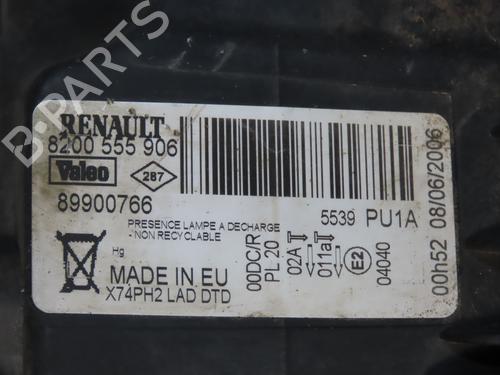 RENAULT
8200 555 906
Valeo
287
89900766
PRESENCE LAMPE A DECHARGE
- NON RECYCLABLE
Hg
MADE IN EU
X74PH2 LAD DTD
5539 PU1A
00DC/R
PL 20
02A
011a
E2
04040
00h52 08/06/2006
B-PARTS